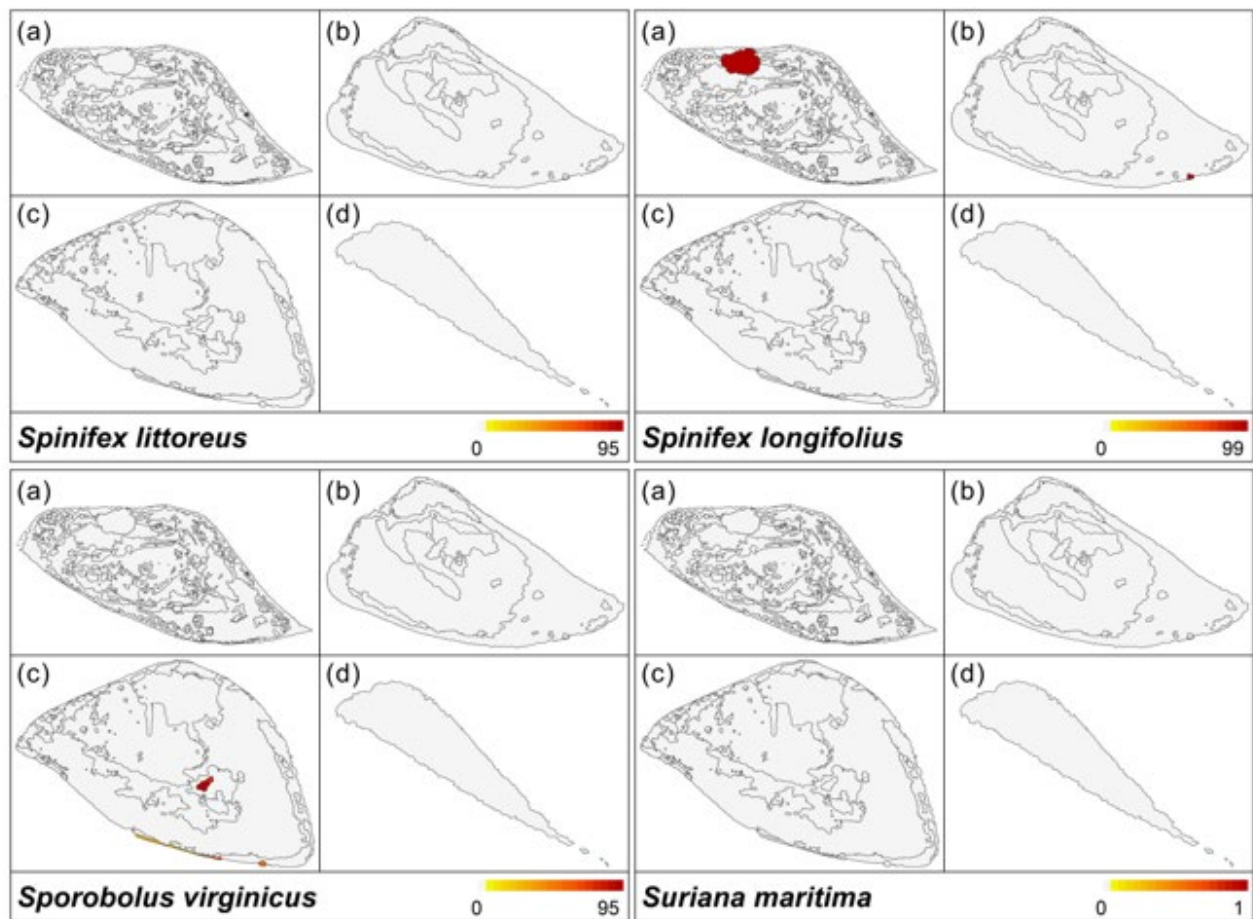 (a) (b) (a) (b)
(c) (d) (c) (d)
Spinifex littoreus 0 95 Spinifex longifolius 0 99
(a) (b) (a) (b)
(c) (d) (c) (d)
Sporobolus virginicus 0 95 Suriana maritima 0 1